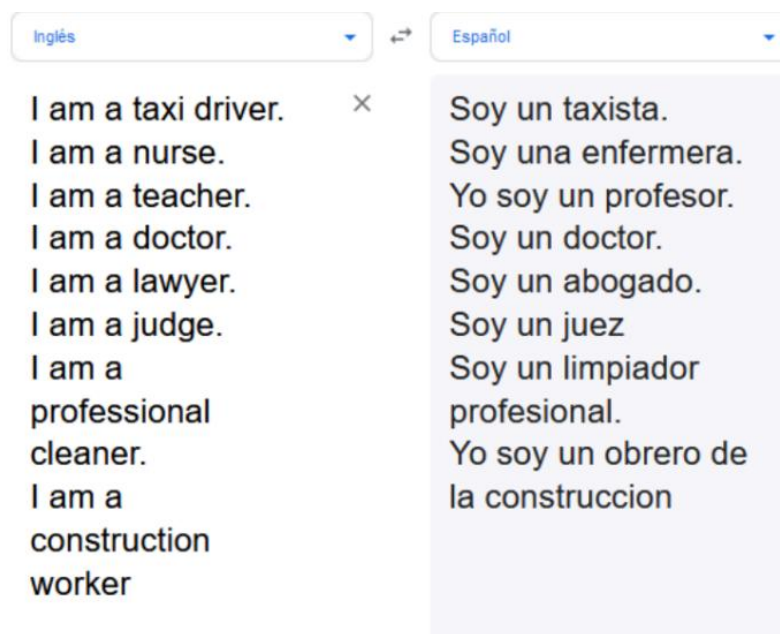 Inglés
Español
I am a taxi driver.
I am a nurse.
I am a teacher.
I am a doctor.
I am a lawyer.
I am a judge.
I am a
professional
cleaner.
I am a
construction
worker
Soy un taxista.
Soy una enfermera.
Yo soy un profesor.
Soy un doctor.
Soy un abogado.
Soy un juez
Soy un limpiador
profesional.
Yo soy un obrero de
la construccion